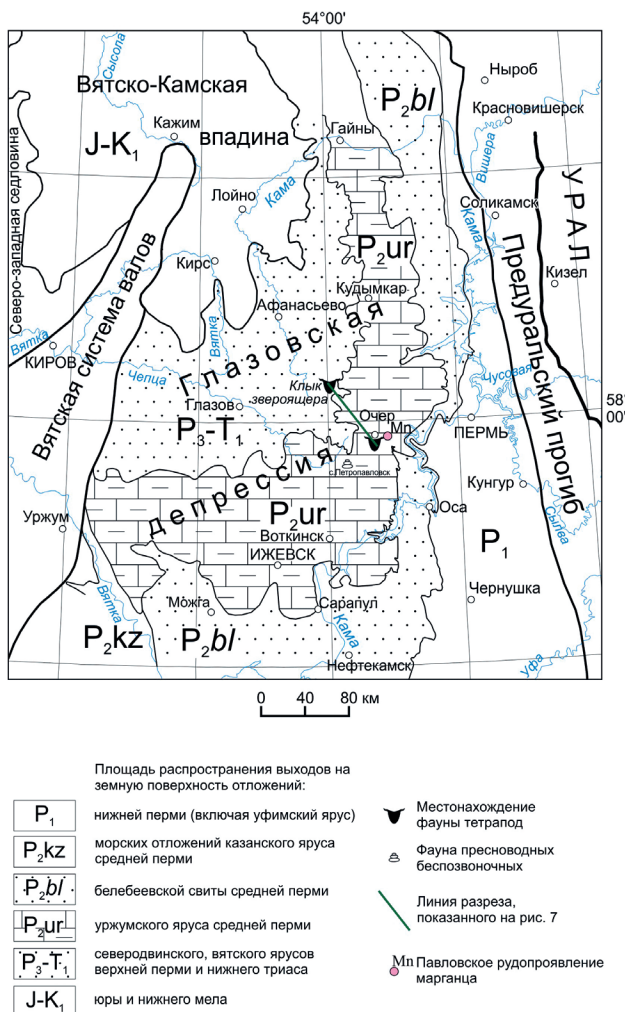 54°00'
Сысола
Вятско-Камская
впадина
Кажим
J-K1
Ныроб
P2bl
Красновишерск
Гайны
Вишера
УРАЛ
Северо-западная седловина
Лойно
Кама
Соликамск
Кама
P2ur
Кирс
Предуральский прогиб
Кизел
Кудымкар
Афанасьево
Вятская система валов
Вятка
Вятка
КИРОВ
Глазовская
Чепца
Клык
зверoящера
Чусовая
58°
00'
Глазов
Очер
Mn
P3-T1
ПЕРМЬ
депрессия
с.Петропавловск
Кунгур
Оса
Уржум
P2ur
Сылва
Воткинск
P1
ИЖЕВСК
Вятка
Чернушка
Можга
Сарапул
P2kz
P2bl
Кама
Нефтекамск
Уфа
0 40 80 км
Площадь распространения выходов на
земную поверхность отложений:
P1 нижней перми (включая уфимский ярус)
P2kz морских отложений казанского яруса
средней перми
P2bl белебеевской свиты средней перми
P2ur уржумского яруса средней перми
P3-T1 северодвинского, вятского ярусов
верхней перми и нижнего триаса
J-K1 юры и нижнего мела
Местонахождение
фауны тетрапод
Фауна пресноводных
беспозвоночных
Линия разреза,
показанного на рис. 7
Mn Павловское рудопроявление
марганца